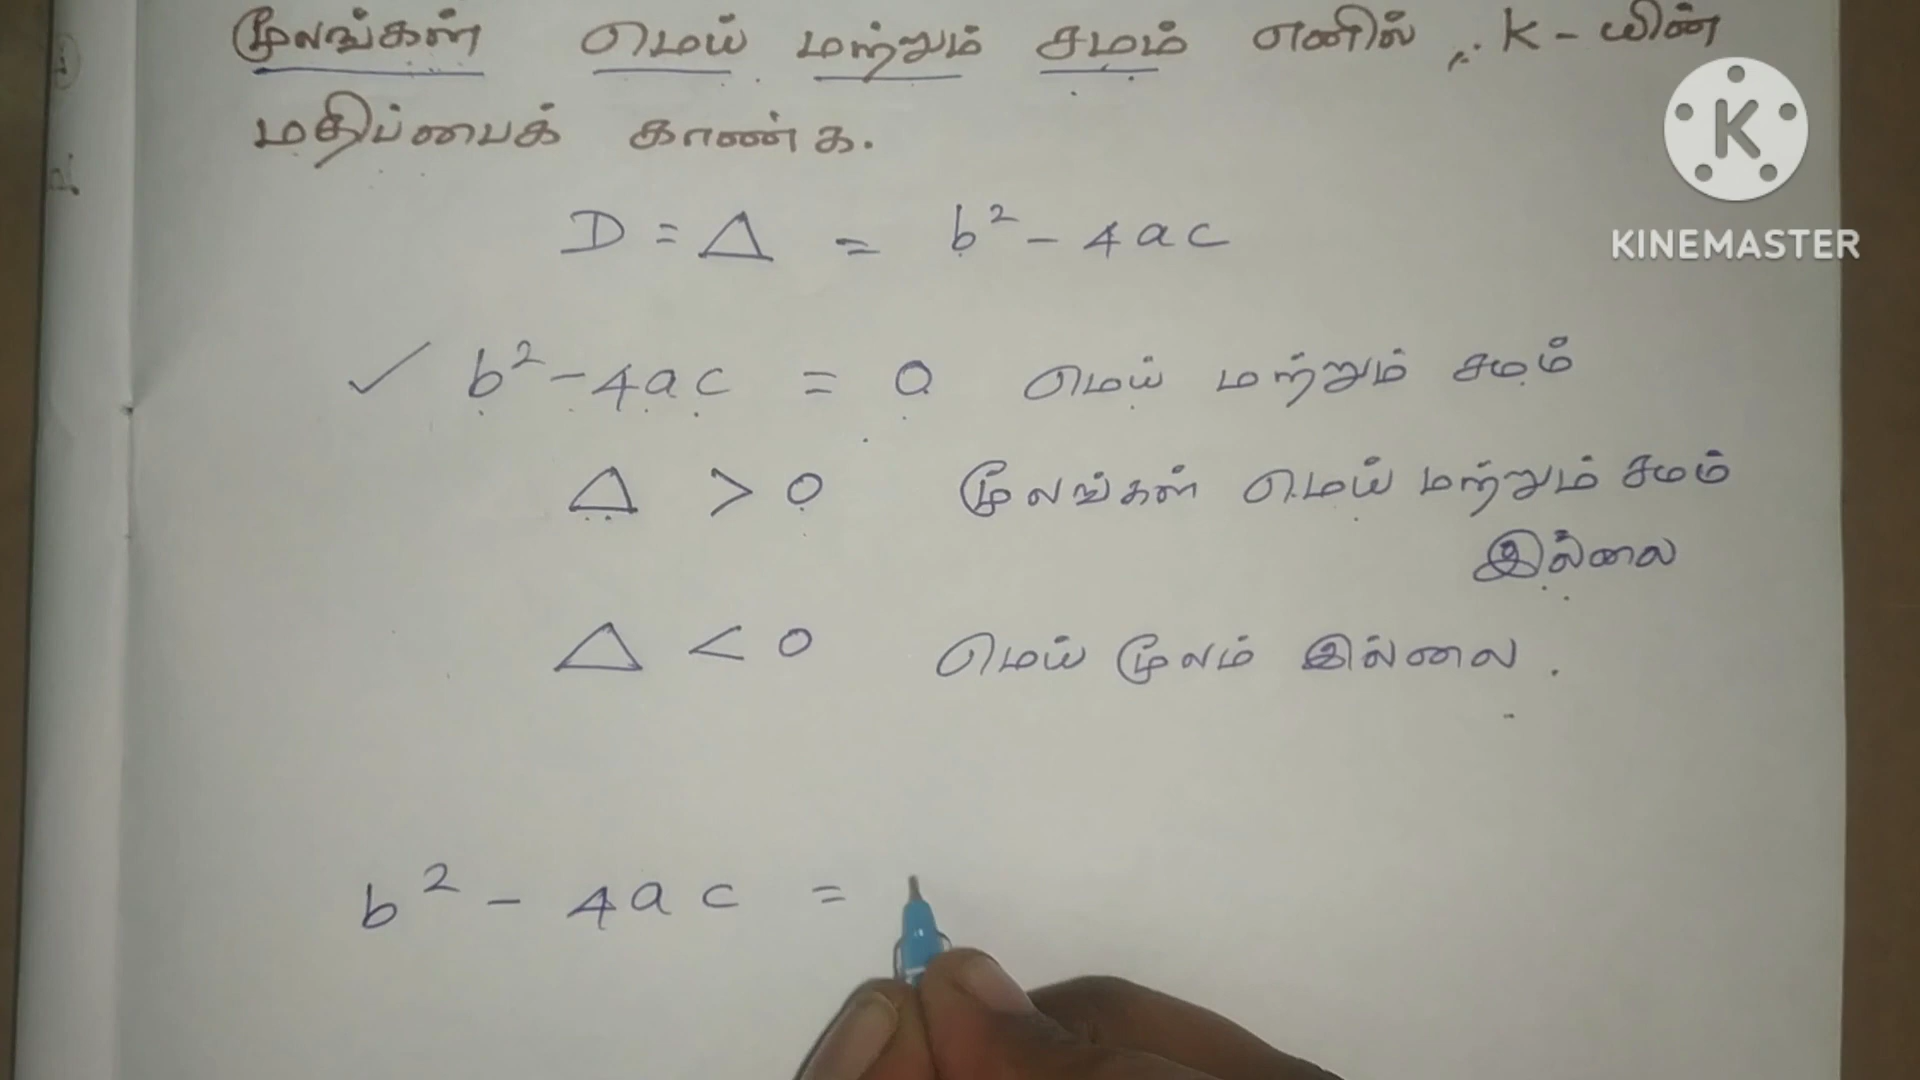 மூலங்கள் மெய் மற்றும் சமம் எனில், k-யின்
மதிப்பைக் காண்க.
D = Δ = b² - 4ac
✓ b² - 4ac = 0 மெய் மற்றும் சமம்
Δ > 0 மூலங்கள் மெய் மற்றும் சமம்
இல்லை
Δ < 0 மெய் மூலம் இல்லை.
b² - 4ac =
K
KINEMASTER